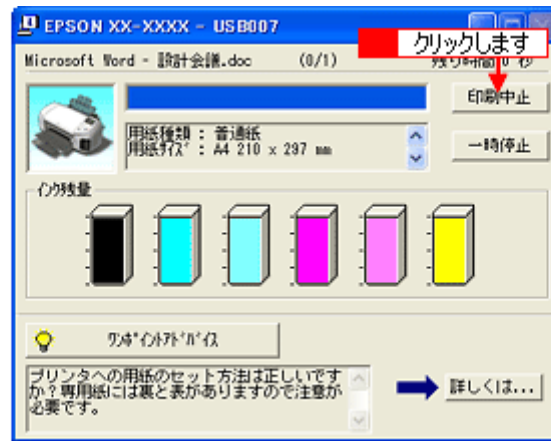 EPSON XX-XXXX - USB007
クリックします
Microsoft Word - 設計会議.doc (0/1) 残り時間 0 秒
印刷中止
用紙種類 : 普通紙
用紙ｻｲｽﾞ : A4 210 x 297 mm
一時停止
ｲﾝｸ残量
ﾜﾝﾎﾟｲﾝﾄｱﾄﾞﾊﾞｲｽ
プリンタへの用紙のセット方法は正しいです
か？専用紙には裏と表がありますので注意が
必要です。
詳しくは...